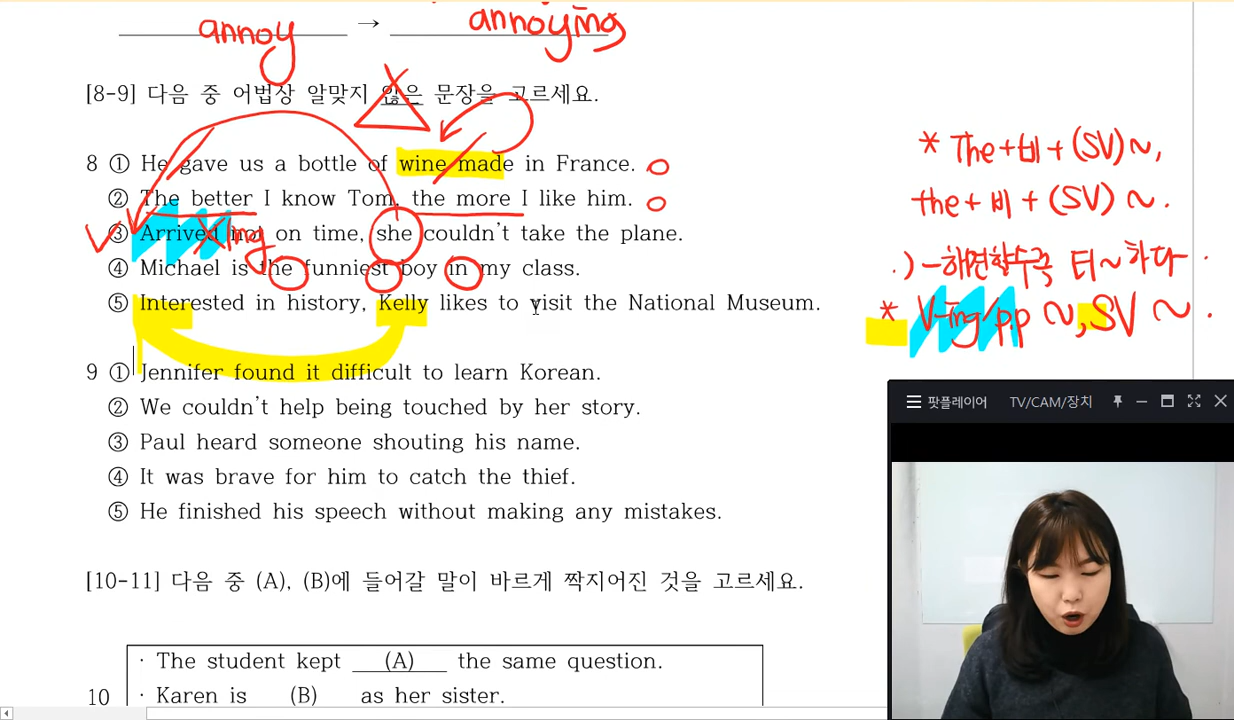 annoy → annoying
[8-9] 다음 중 어법상 알맞지 않은 문장을 고르세요.
8 ① He gave us a bottle of wine made in France.
② The better I know Tom, the more I like him.
③ Arrived not on time, she couldn't take the plane.
ing
④ Michael is the funniest boy in my class.
⑤ Interested in history, Kelly likes to visit the National Museum.
* The + 비 + (SV) ~,
the + 비 + (SV) ~.
~하면 할수록 더 ~하다.
* V-ing/p.p ~, SV ~.
9 ① Jennifer found it difficult to learn Korean.
② We couldn't help being touched by her story.
③ Paul heard someone shouting his name.
④ It was brave for him to catch the thief.
⑤ He finished his speech without making any mistakes.
팟플레이어 TV/CAM/장치
[10-11] 다음 중 (A), (B)에 들어갈 말이 바르게 짝지어진 것을 고르세요.
· The student kept (A) the same question.
10 · Karen is (B) as her sister.